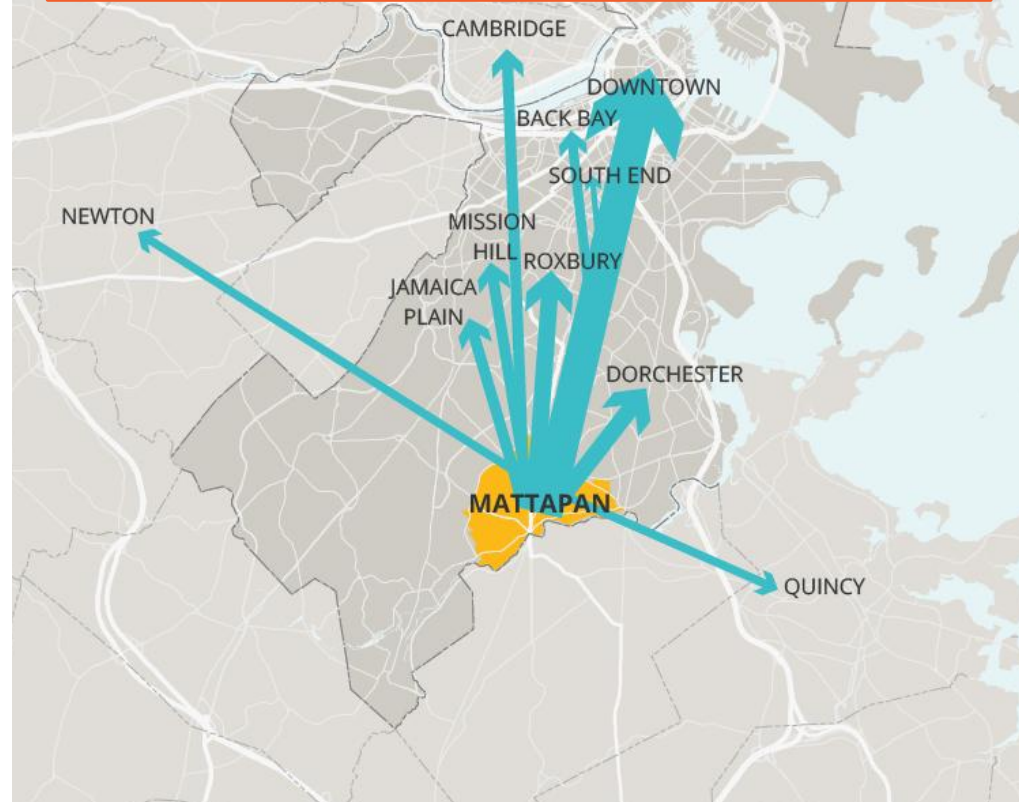 CAMBRIDGE
DOWNTOWN
BACK BAY
SOUTH END
NEWTON
MISSION
HILL
ROXBURY
JAMAICA
PLAIN
DORCHESTER
MATTAPAN
QUINCY